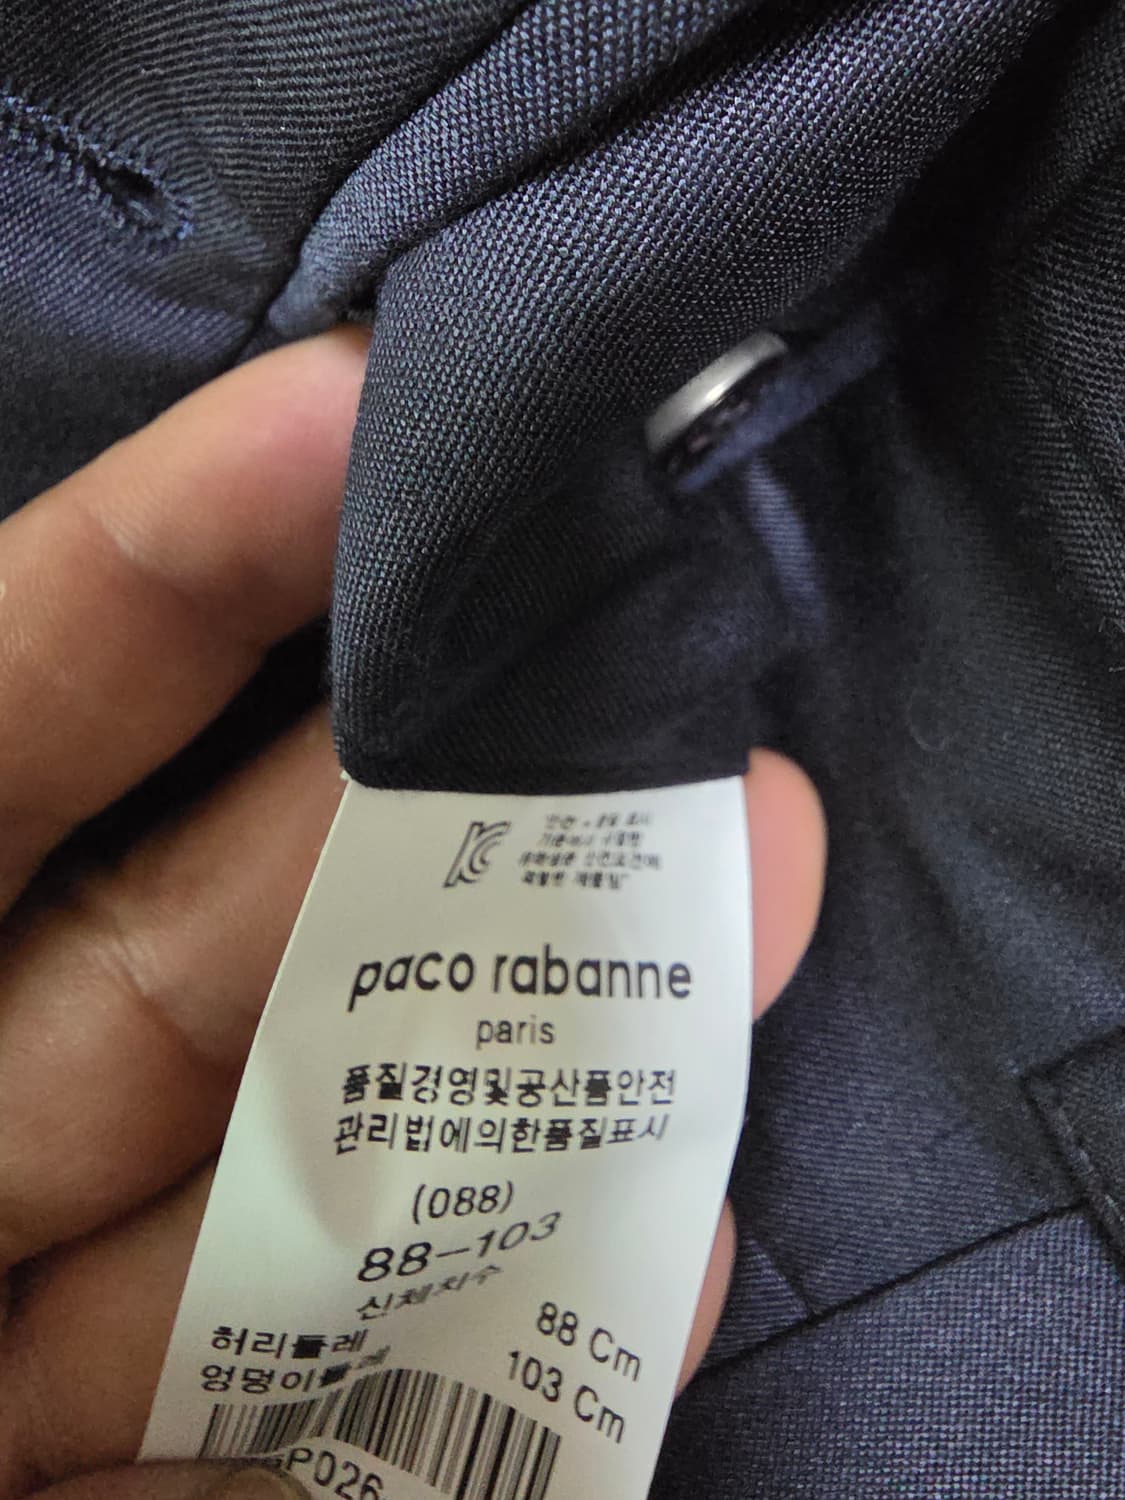 KC
paco rabanne
paris
품질경영및공산품안전
관리법에의한품질표시
(088)
88-103
신체치수
허리둘레 88 Cm
엉덩이둘레 103 Cm
P026